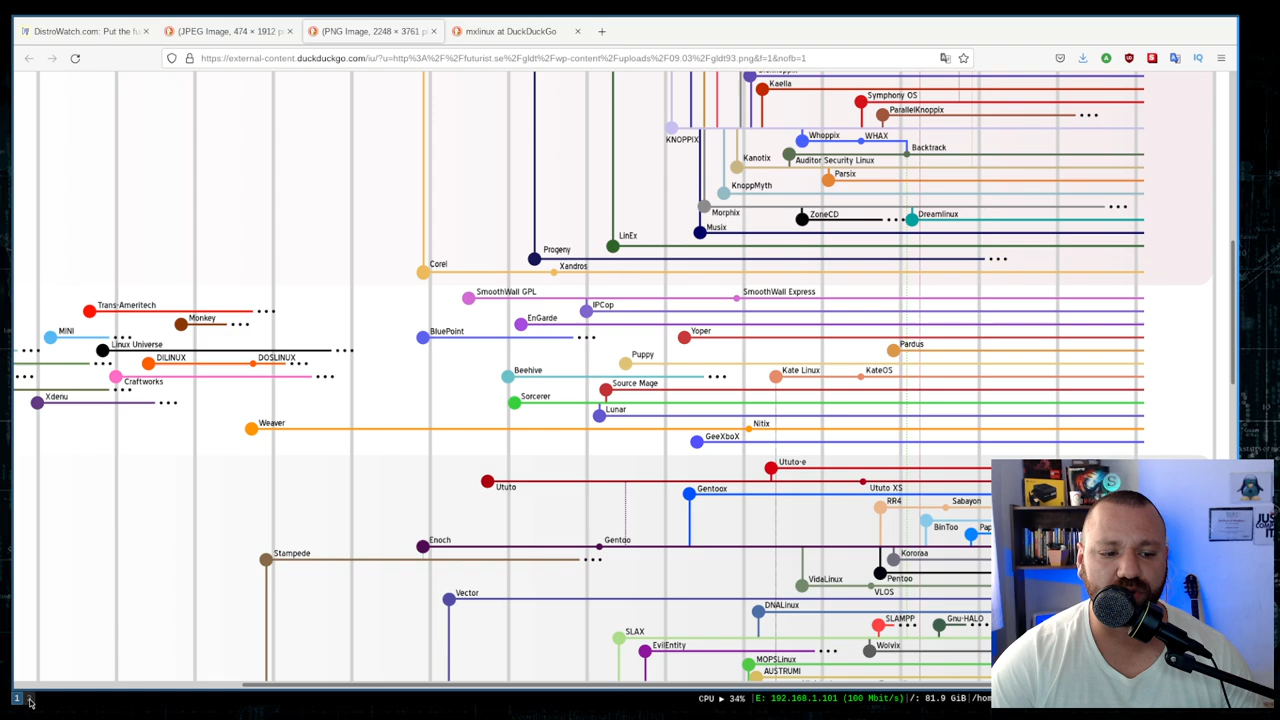 DistroWatch.com: Put the fu
(JPEG Image, 474 × 1912 p
(PNG Image, 2248 × 3761 p
mxlinux at DuckDuckGo
https://external-content.duckduckgo.com/iu/?u=http%3A%2F%2Ffuturist.se%2Fgldt%2Fwp-content%2Fuploads%2F09.03%2Fgldt93.png&f=1&nofb=1
Kaella
Symphony OS
ParallelKnoppix
KNOPPIX
Whoppix
WHAX
Backtrack
Kanotix
Auditor Security Linux
Parsix
KnoppMyth
Morphix
ZoneCD
Dreamlinux
Musix
LinEx
Progeny
Corel
Xandros
SmoothWall GPL
SmoothWall Express
Trans-Ameritech
IPCop
Monkey
EnGarde
MINI
BluePoint
Yoper
Linux Universe
Pardus
DILINUX
DOSLINUX
Puppy
Craftworks
Beehive
Kate Linux
KateOS
Source Mage
Xdenu
Sorcerer
Lunar
Weaver
Nitix
GeeXboX
Ututo-e
Ututo
Ututo XS
Gentoox
RR4
Sabayon
BinToo
Pap
Enoch
Gentoo
Stampede
Kororaa
VidaLinux
Pentoo
VLOS
Vector
DNALinux
SLAMPP
Gnu-HALO
SLAX
EvilEntity
Wolvix
MOPSLinux
AUSTRUMI
1 2
CPU ▶ 34% |E: 192.168.1.101 (100 Mbit/s)|/: 81.9 GiB|/hom